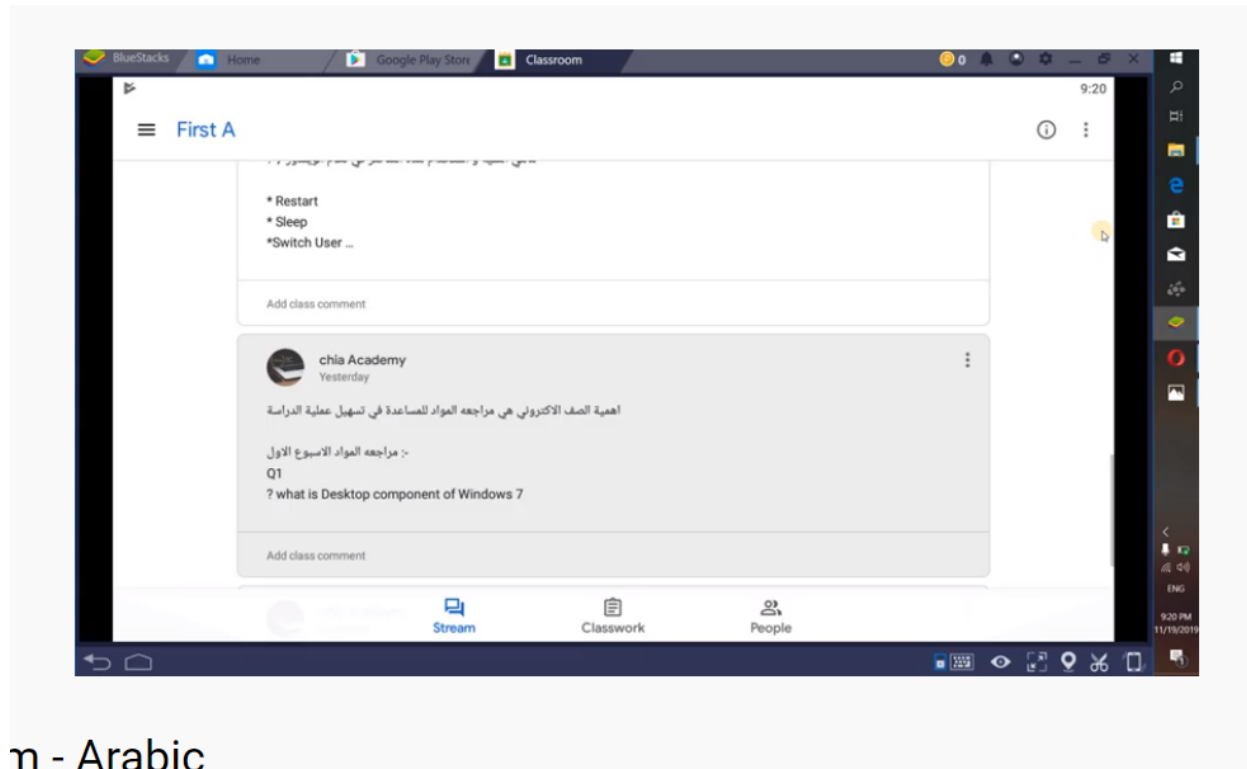 BlueStacks
Home
Google Play Store
Classroom
0
9:20
First A
* Restart
* Sleep
*Switch User ...
Add class comment
chia Academy
Yesterday
اهمية الصف الاكتروني هي مراجعه المواد للمساعدة في تسهيل عملية الدراسة
:- مراجعه المواد الاسبوع الاول
Q1
? what is Desktop component of Windows 7
Add class comment
Stream
Classwork
People
ENG
9:20 PM
11/19/2019
m - Arabic